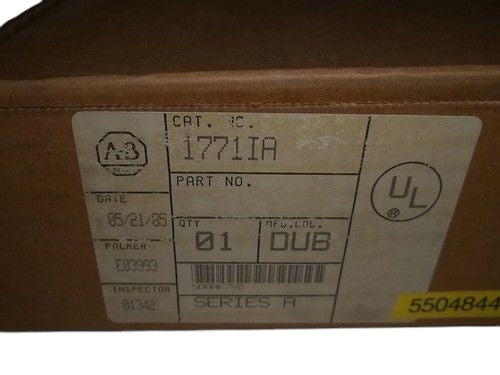 A-B
CAT. NO.
1771IA
PART NO.
DATE
05/21/85
QTY
01
MFG.LOC.
DUB
PACKER
E03993
INSPECTOR
01342
SERIES A
UL
®
5504844